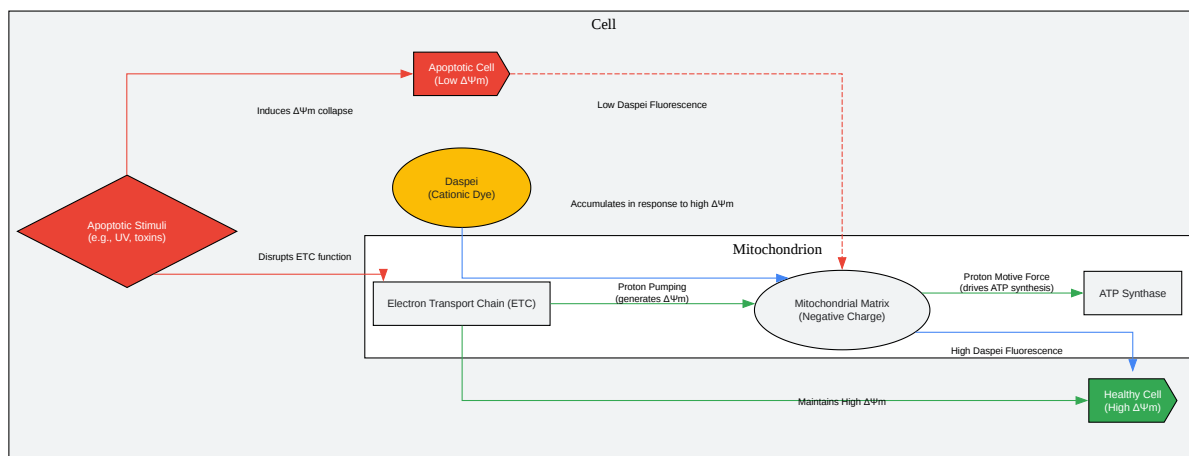 Cell
Apoptotic Cell
(Low ΔΨm)
Induces ΔΨm collapse
Low Daspei Fluorescence
Daspei
(Cationic Dye)
Accumulates in response to high ΔΨm
Apoptotic Stimuli
(e.g., UV, toxins)
Disrupts ETC function
Mitochondrion
Electron Transport Chain (ETC)
Proton Pumping
(generates ΔΨm)
Mitochondrial Matrix
(Negative Charge)
Proton Motive Force
(drives ATP synthesis)
ATP Synthase
High Daspei Fluorescence
Maintains High ΔΨm
Healthy Cell
(High ΔΨm)